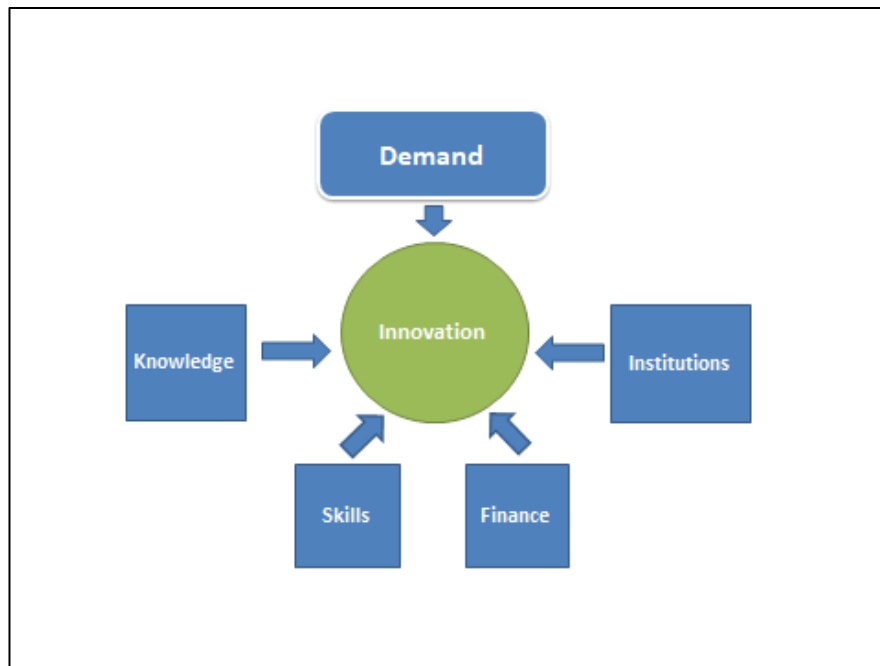 Demand
Innovation
Knowledge
Institutions
Skills
Finance